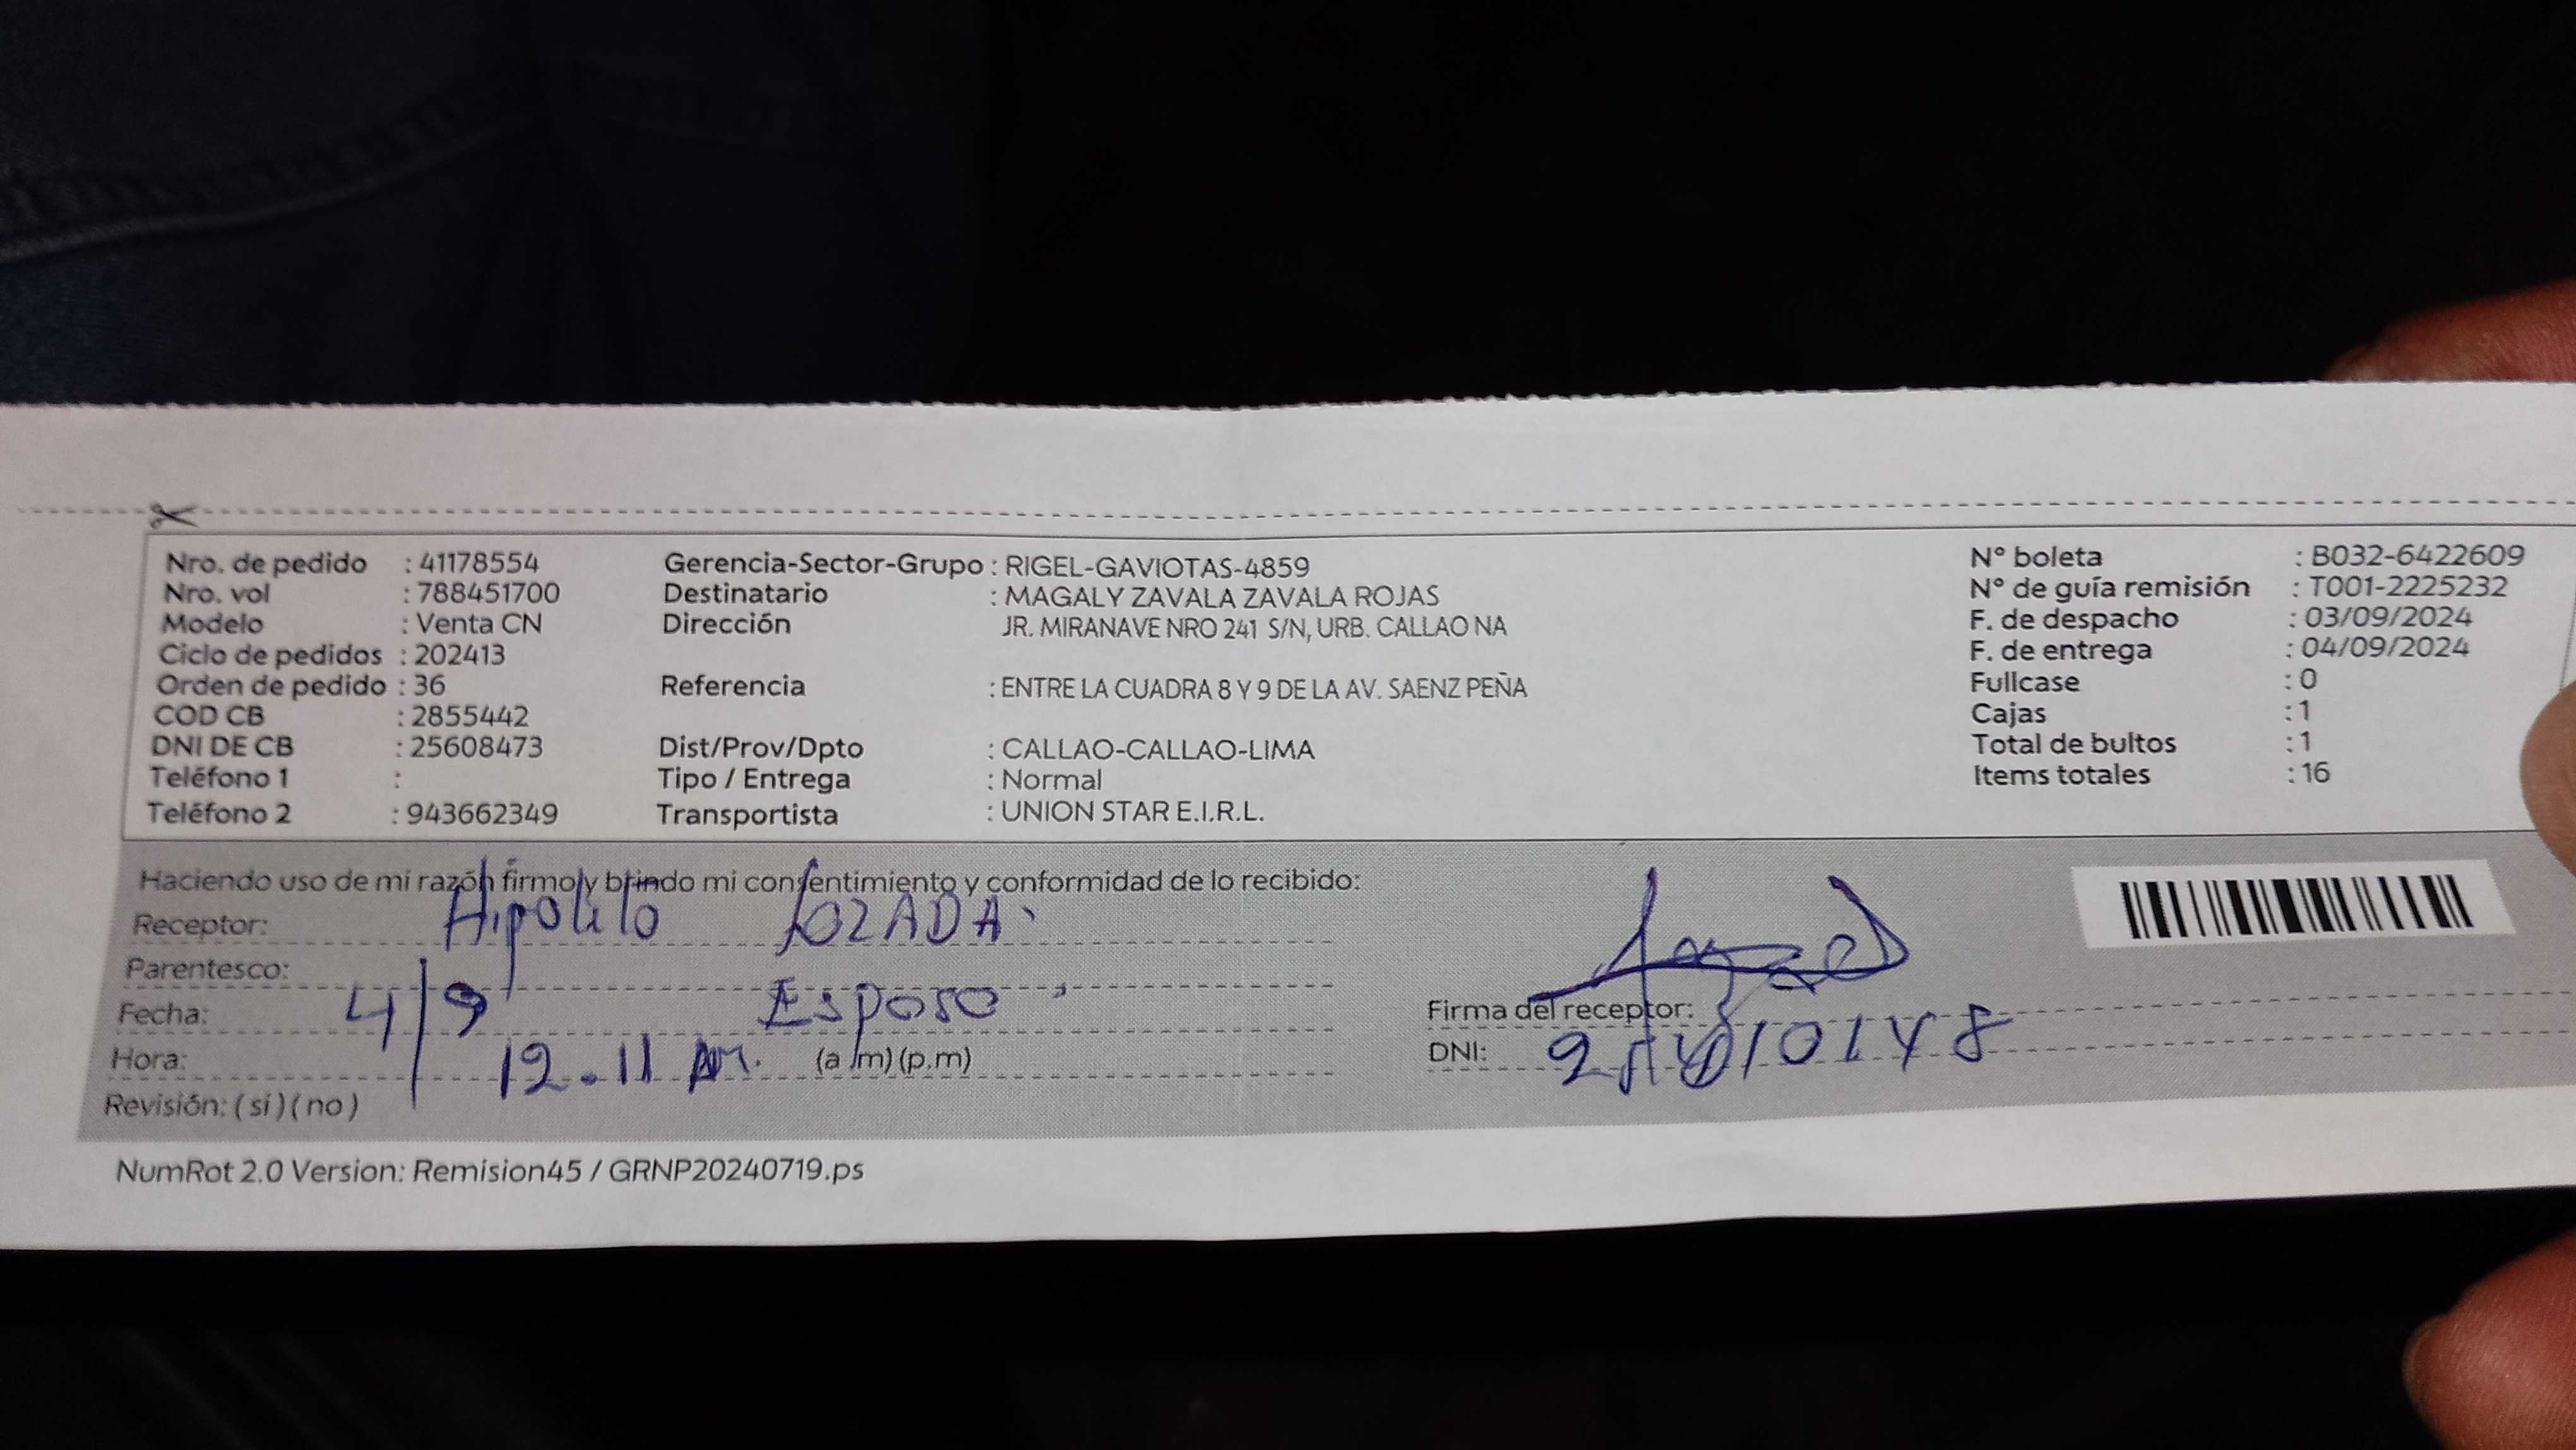 Nro. de pedido : 41178554 Gerencia-Sector-Grupo : RIGEL-GAVIOTAS-4859 N° boleta : B032-6422609
Nro. vol : 788451700 Destinatario : MAGALY ZAVALA ZAVALA ROJAS N° de guía remisión : T001-2225232
Modelo : Venta CN Dirección JR. MIRANAVE NRO 241 S/N, URB. CALLAO NA F. de despacho : 03/09/2024
Ciclo de pedidos : 202413 F. de entrega : 04/09/2024
Orden de pedido : 36 Referencia : ENTRE LA CUADRA 8 Y 9 DE LA AV. SAENZ PEÑA Fullcase : 0
COD CB : 2855442 Cajas : 1
DNI DE CB : 25608473 Dist/Prov/Dpto : CALLAO-CALLAO-LIMA Total de bultos : 1
Teléfono 1 : Tipo / Entrega : Normal Items totales : 16
Teléfono 2 : 943662349 Transportista : UNION STAR E.I.R.L.
Haciendo uso de mi razón firmo y brindo mi consentimiento y conformidad de lo recibido:
Receptor: Hipolito LOZADA
Parentesco: Esposo
Fecha: 4/9 Firma del receptor:
Hora: 12.11 (a.m) (p.m) DNI:
Revisión: ( sí ) ( no )
NumRot 2.0 Version: Remision45 / GRNP20240719.ps